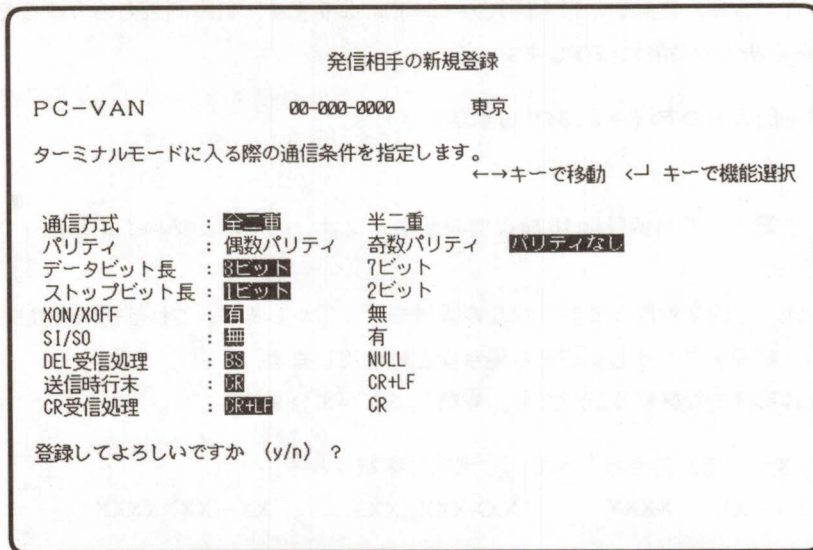 発信相手の新規登録
PC-VAN 00-000-0000 東京
ターミナルモードに入る際の通信条件を指定します。
←→キーで移動 <┘ キーで機能選択
通信方式 : 全二重 半二重
パリティ : 偶数パリティ 奇数パリティ パリティなし
データビット長 : 8ビット 7ビット
ストップビット長 : 1ビット 2ビット
XON/XOFF : 有 無
SI/SO : 無 有
DEL受信処理 : BS NULL
送信時行末 : CR CR+LF
CR受信処理 : CR+LF CR
登録してよろしいですか (y/n) ?